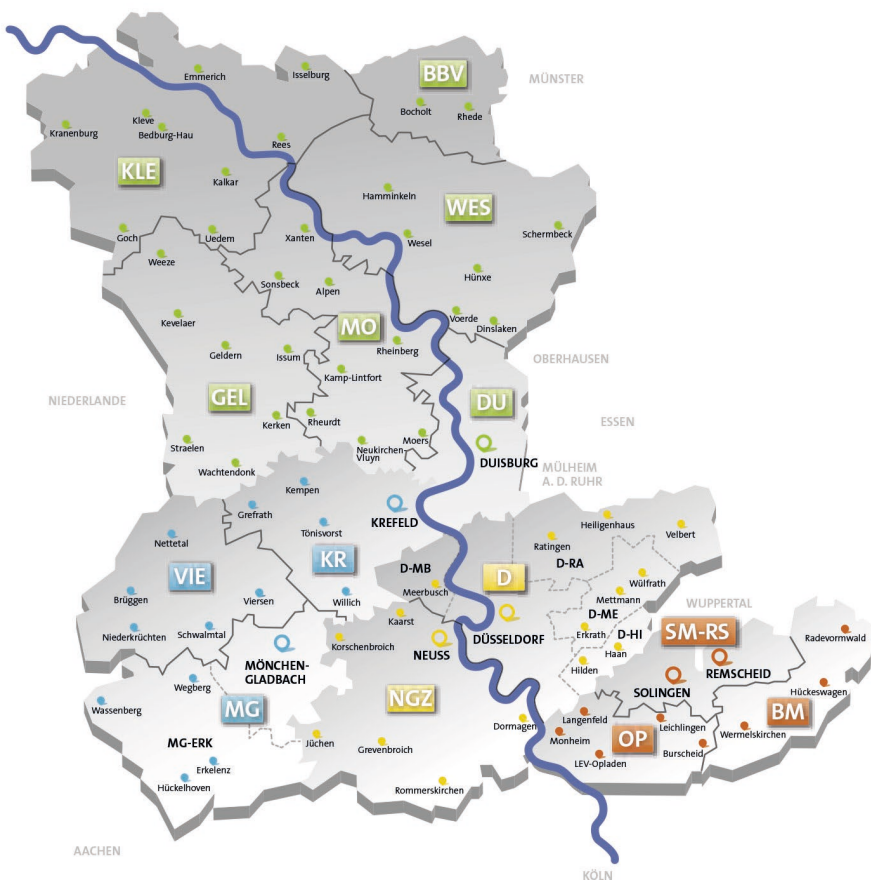 Emmerich
Isselburg
BBV
MÜNSTER
Bocholt
Rhede
Kleve
Kranenburg
Bedburg-Hau
Rees
KLE
Kalkar
Hamminkeln
WES
Goch
Uedem
Xanten
Wesel
Schermbeck
Weeze
Sonsbeck
Alpen
Hünxe
Kevelaer
MO
Voerde
Dinslaken
Geldern
Issum
Rheinberg
OBERHAUSEN
Kamp-Lintfort
NIEDERLANDE
GEL
DU
ESSEN
Kerken
Rheurdt
Straelen
Neukirchen
Vluyn
Moers
DUISBURG
Wachtendonk
MÜLHEIM
A. D. RUHR
Kempen
Grefrath
KREFELD
Tönisvorst
Heiligenhaus
Velbert
Nettetal
Ratingen
VIE
KR
D-MB
D
D-RA
Meerbusch
Wülfrath
Mettmann
Brüggen
Viersen
Willich
WUPPERTAL
Kaarst
D-ME
Niederkrüchten
Schwalmtal
Korschenbroich
NEUSS
DÜSSELDORF
Erkrath
D-HI
SM-RS
Radevormwald
MÖNCHEN-
GLADBACH
Haan
Hilden
REMSCHEID
SOLINGEN
Wegberg
Hückeswagen
Wassenberg
MG
NGZ
Langenfeld
Leichlingen
BM
Dormagen
Monheim
OP
Wermelskirchen
MG-ERK
Jüchen
Grevenbroich
Burscheid
LEV-Opladen
Erkelenz
Hückelhoven
Rommerskirchen
AACHEN
KÖLN